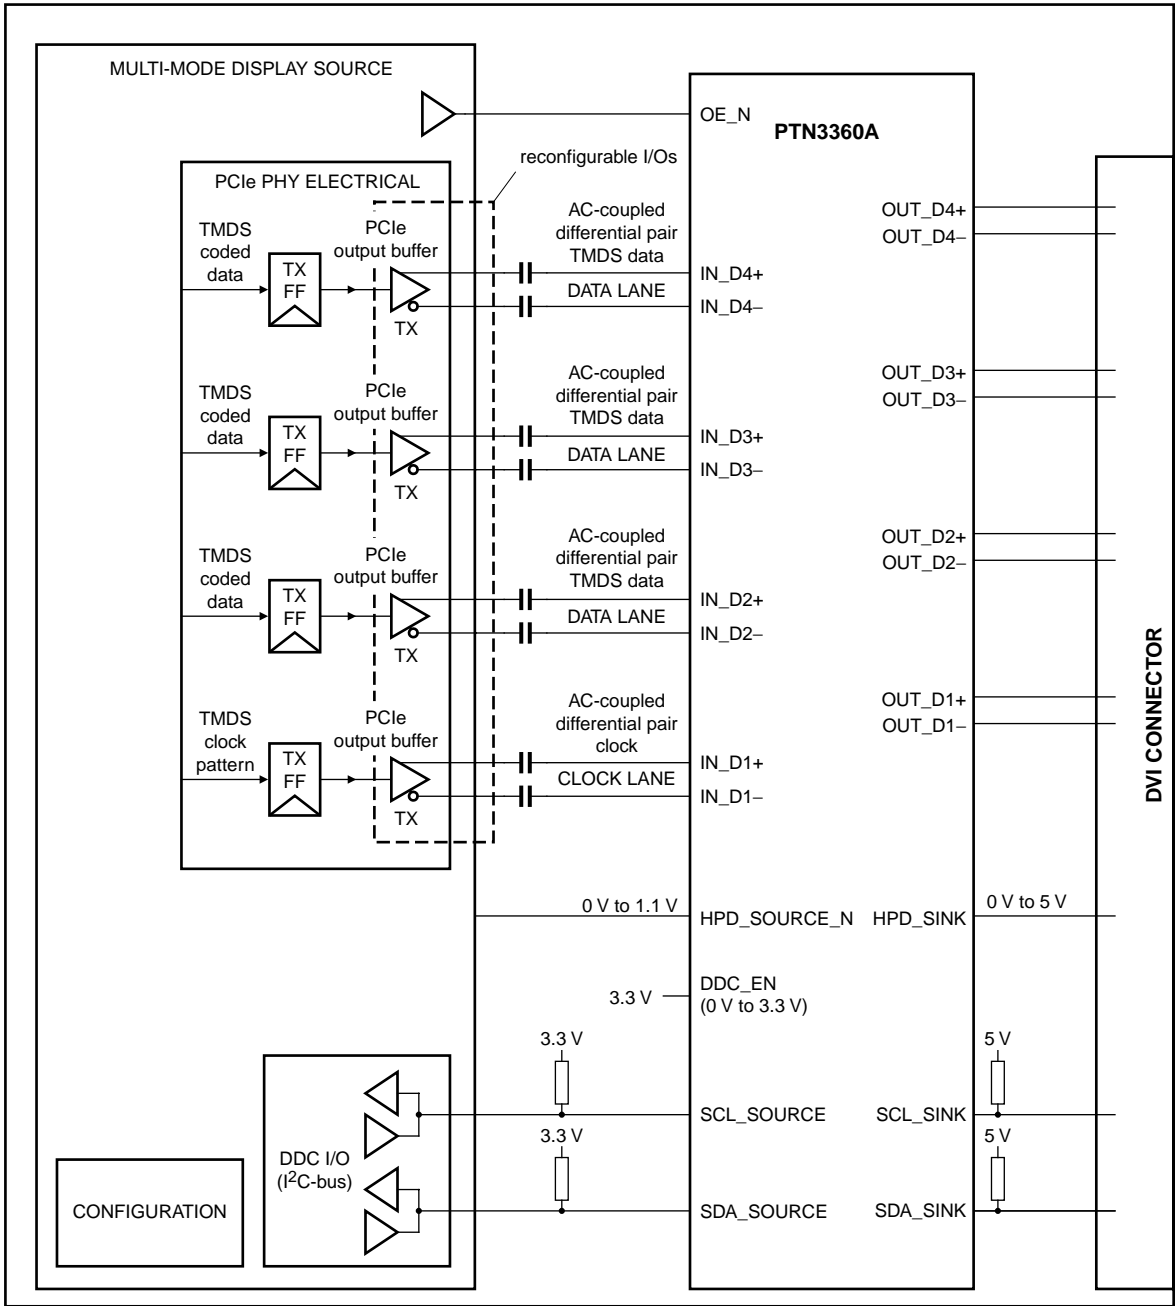 MULTI-MODE DISPLAY SOURCE
OE_N
PTN3360A
reconfigurable I/Os
PCIe PHY ELECTRICAL
TMDS
coded
data
TX
FF
PCIe
output buffer
TX
AC-coupled
differential pair
TMDS data
DATA LANE
IN_D4+
IN_D4−
OUT_D4+
OUT_D4−
TMDS
coded
data
TX
FF
PCIe
output buffer
TX
AC-coupled
differential pair
TMDS data
DATA LANE
IN_D3+
IN_D3−
OUT_D3+
OUT_D3−
TMDS
coded
data
TX
FF
PCIe
output buffer
TX
AC-coupled
differential pair
TMDS data
DATA LANE
IN_D2+
IN_D2−
OUT_D2+
OUT_D2−
TMDS
clock
pattern
TX
FF
PCIe
output buffer
TX
AC-coupled
differential pair
clock
CLOCK LANE
IN_D1+
IN_D1−
OUT_D1+
OUT_D1−
DVI CONNECTOR
0 V to 1.1 V
HPD_SOURCE_N
HPD_SINK
0 V to 5 V
3.3 V
DDC_EN
(0 V to 3.3 V)
3.3 V
5 V
SCL_SOURCE
SCL_SINK
3.3 V
5 V
DDC I/O
(I²C-bus)
SDA_SOURCE
SDA_SINK
CONFIGURATION